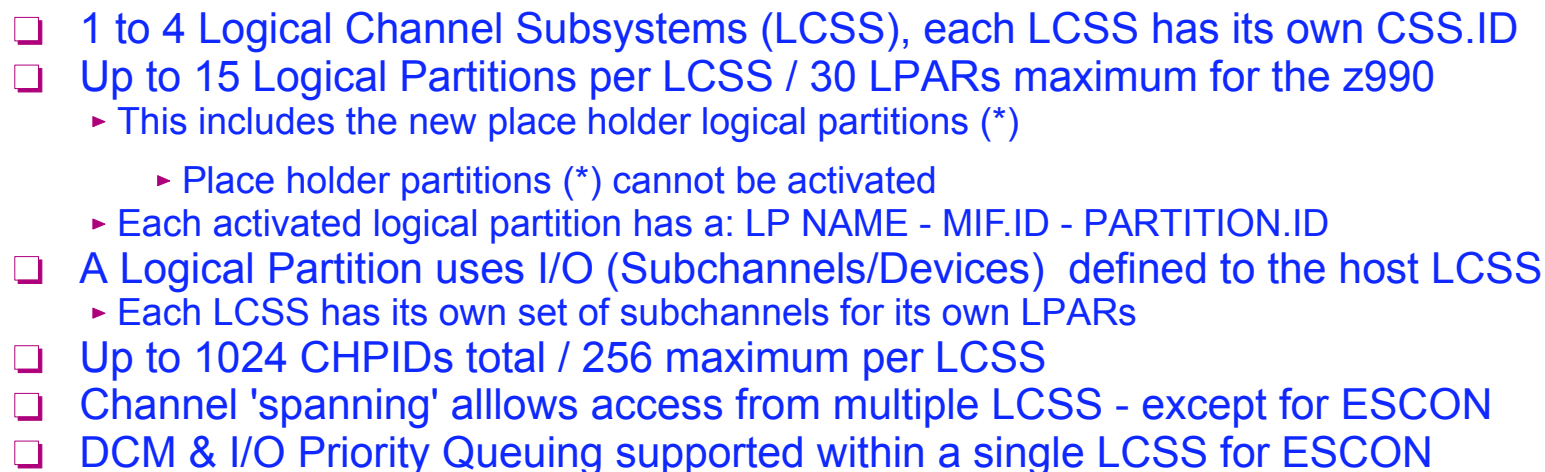 ❑ 1 to 4 Logical Channel Subsystems (LCSS), each LCSS has its own CSS.ID
❑ Up to 15 Logical Partitions per LCSS / 30 LPARs maximum for the z990
► This includes the new place holder logical partitions (*)
► Place holder partitions (*) cannot be activated
► Each activated logical partition has a: LP NAME - MIF.ID - PARTITION.ID
❑ A Logical Partition uses I/O (Subchannels/Devices) defined to the host LCSS
► Each LCSS has its own set of subchannels for its own LPARs
❑ Up to 1024 CHPIDs total / 256 maximum per LCSS
❑ Channel 'spanning' alllows access from multiple LCSS - except for ESCON
❑ DCM & I/O Priority Queuing supported within a single LCSS for ESCON